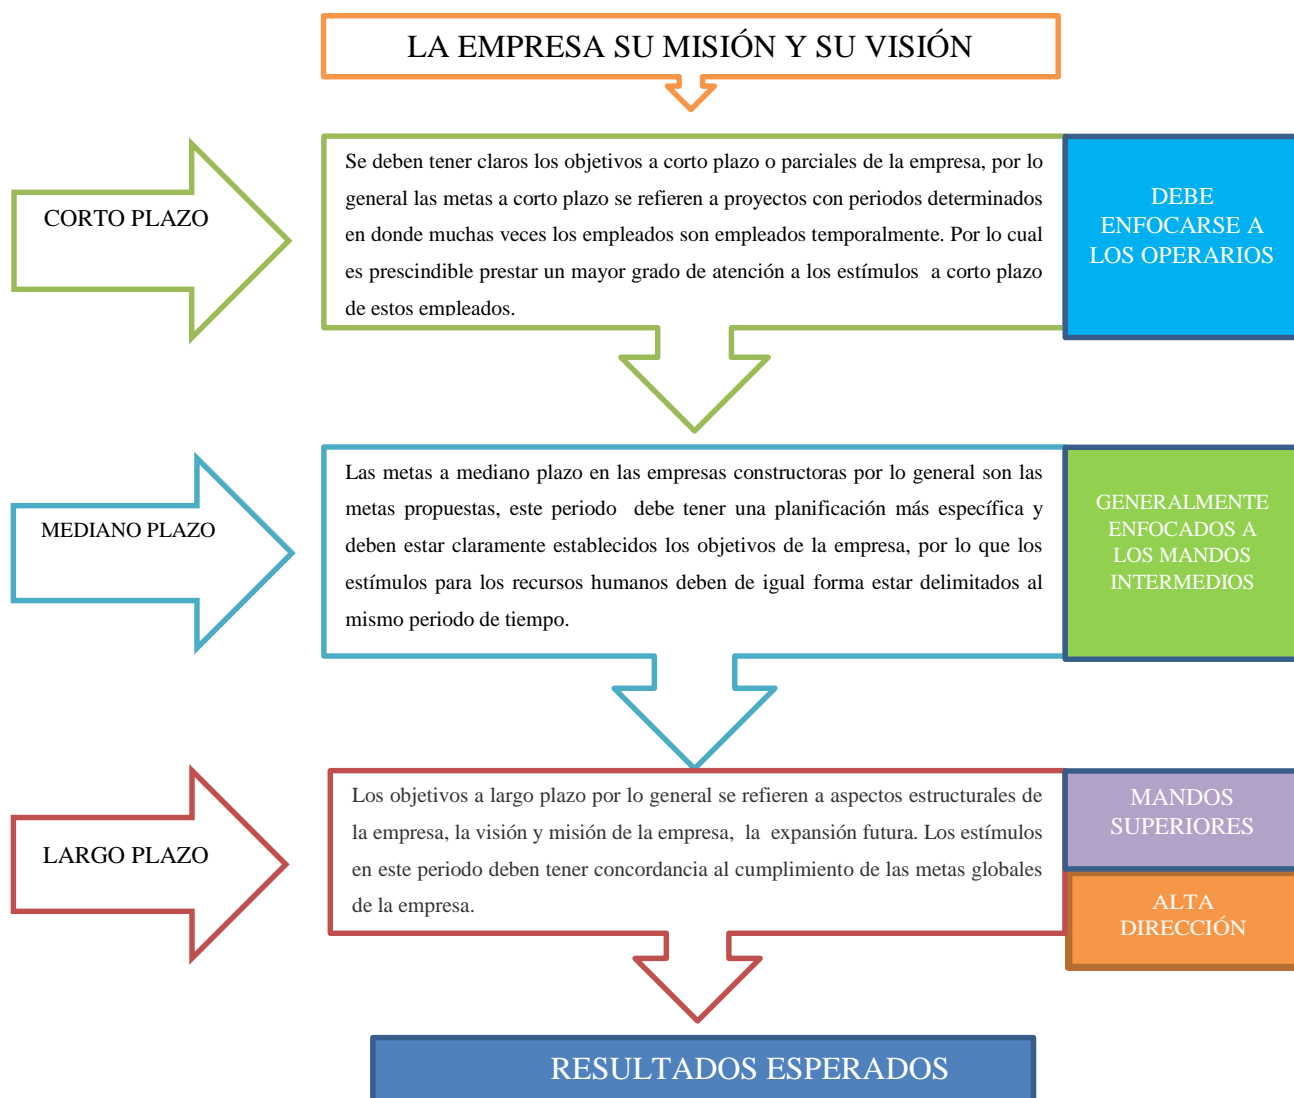 LA EMPRESA SU MISIÓN Y SU VISIÓN
CORTO PLAZO
Se deben tener claros los objetivos a corto plazo o parciales de la empresa, por lo
general las metas a corto plazo se refieren a proyectos con periodos determinados
en donde muchas veces los empleados son empleados temporalmente. Por lo cual
es prescindible prestar un mayor grado de atención a los estímulos a corto plazo
de estos empleados.
DEBE
ENFOCARSE A
LOS OPERARIOS
MEDIANO PLAZO
Las metas a mediano plazo en las empresas constructoras por lo general son las
metas propuestas, este periodo debe tener una planificación más específica y
deben estar claramente establecidos los objetivos de la empresa, por lo que los
estímulos para los recursos humanos deben de igual forma estar delimitados al
mismo periodo de tiempo.
GENERALMENTE
ENFOCADOS A
LOS MANDOS
INTERMEDIOS
LARGO PLAZO
Los objetivos a largo plazo por lo general se refieren a aspectos estructurales de
la empresa, la visión y misión de la empresa, la expansión futura. Los estímulos
en este periodo deben tener concordancia al cumplimiento de las metas globales
de la empresa.
MANDOS
SUPERIORES
ALTA
DIRECCIÓN
RESULTADOS ESPERADOS